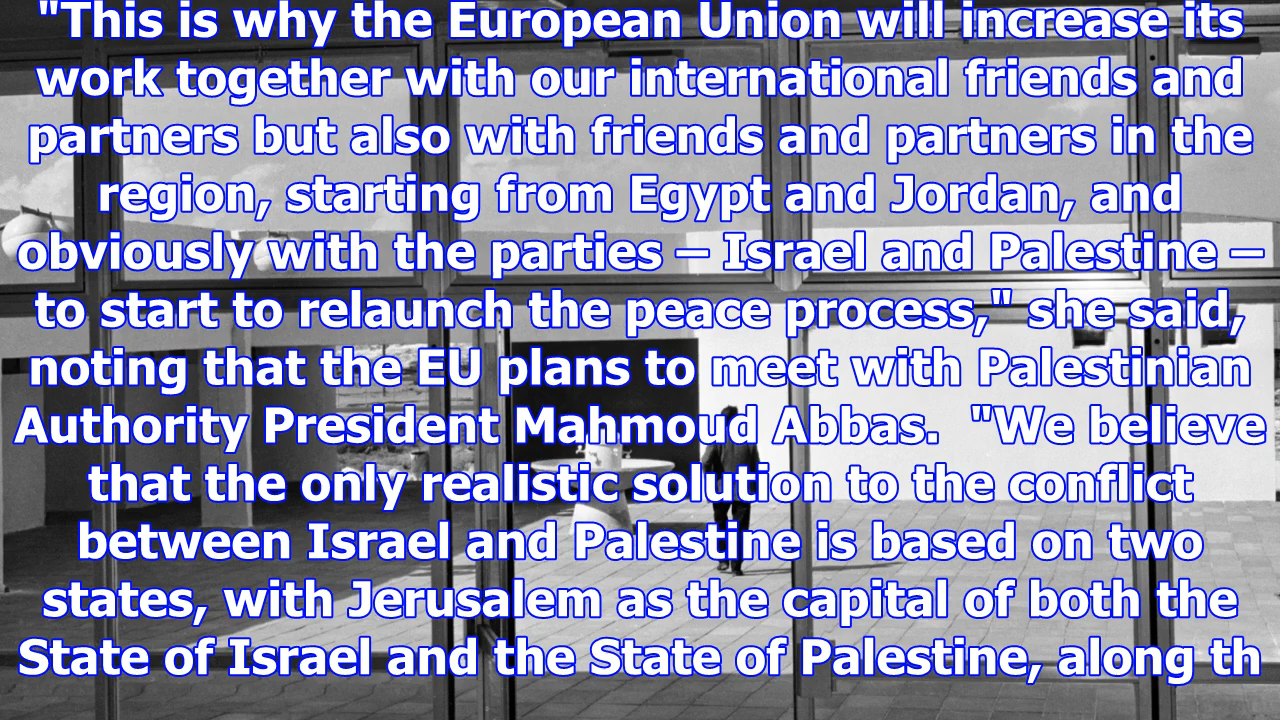 "This is why the European Union will increase its
work together with our international friends and
partners but also with friends and partners in the
region, starting from Egypt and Jordan, and
obviously with the parties – Israel and Palestine –
to start to relaunch the peace process," she said,
noting that the EU plans to meet with Palestinian
Authority President Mahmoud Abbas.  "We believe
that the only realistic solution to the conflict
between Israel and Palestine is based on two
states, with Jerusalem as the capital of both the
State of Israel and the State of Palestine, along th